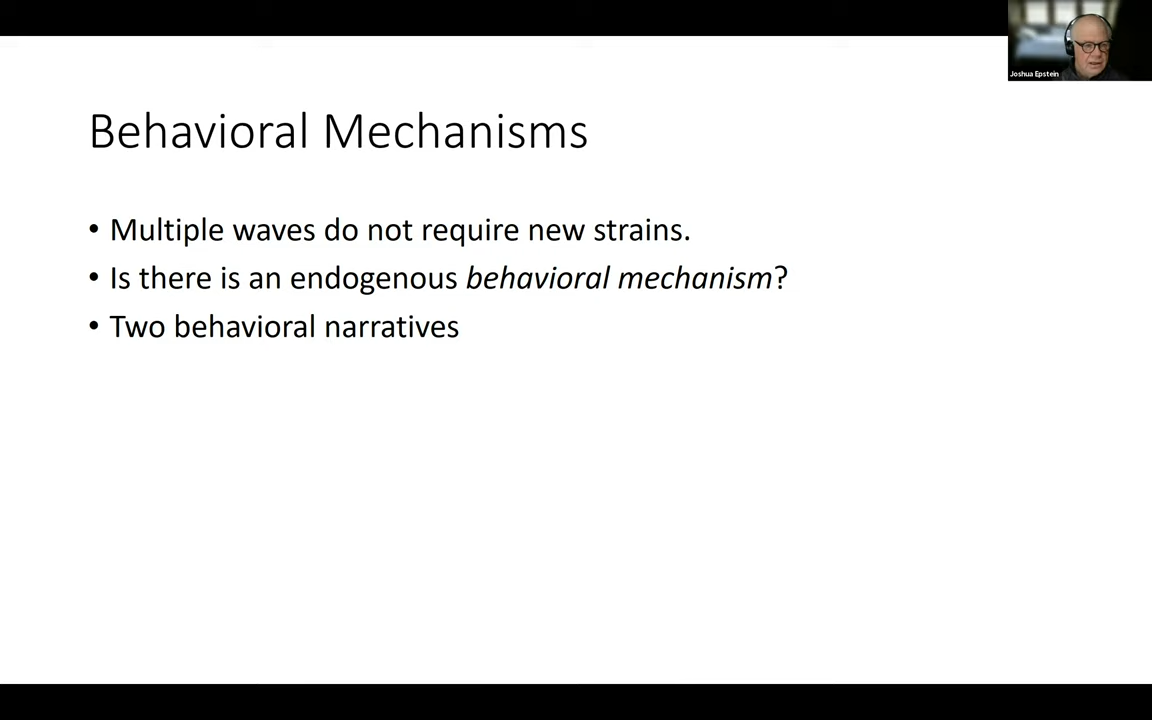 Joshua Epstein
Behavioral Mechanisms
• Multiple waves do not require new strains.
• Is there is an endogenous behavioral mechanism?
• Two behavioral narratives